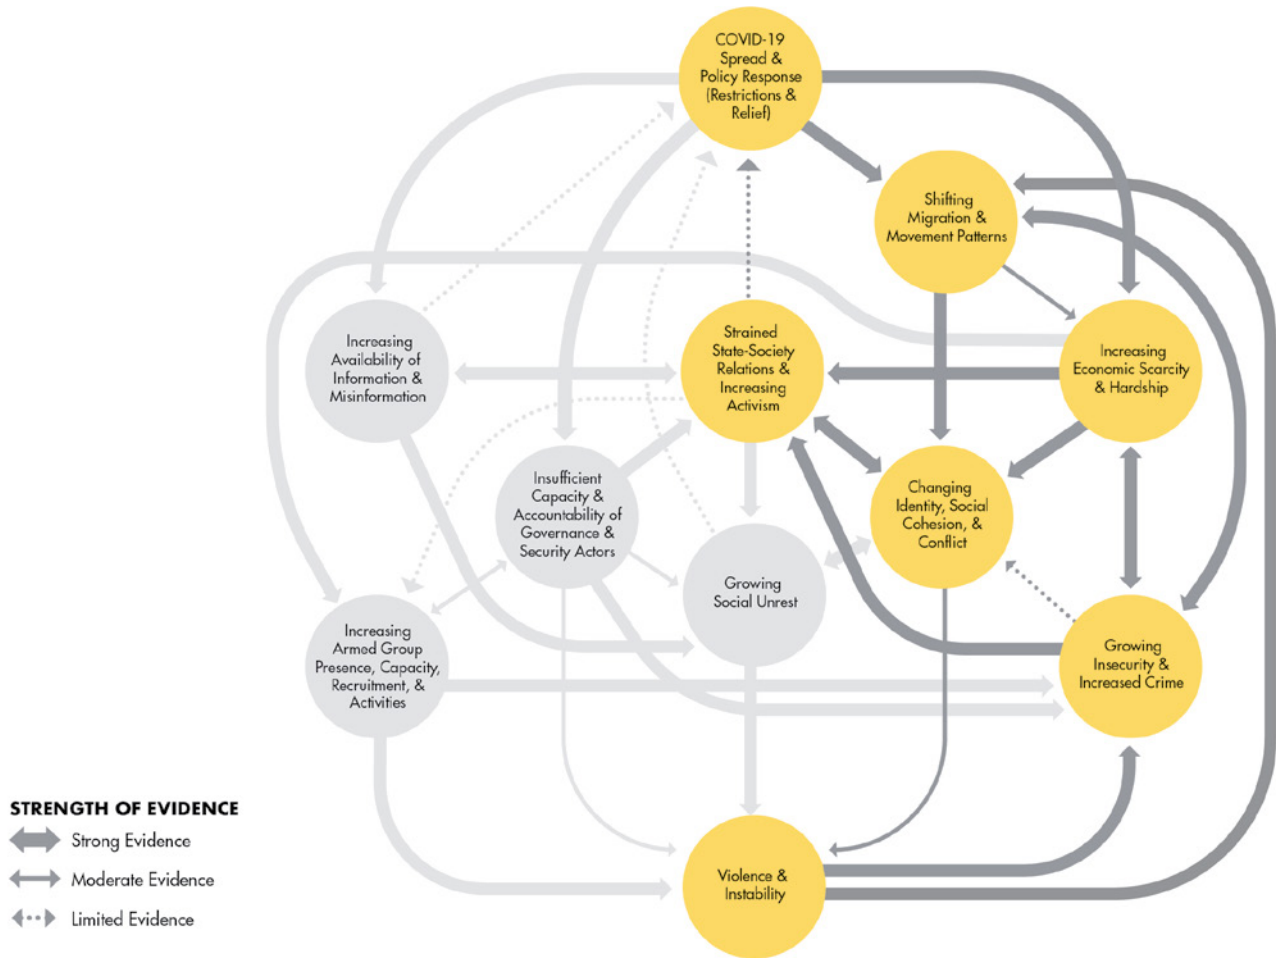 COVID-19
Spread &
Policy Response
(Restrictions &
Relief)
Shifting
Migration &
Movement Patterns
Increasing
Availability of
Information &
Misinformation
Strained
State-Society
Relations &
Increasing
Activism
Increasing
Economic Scarcity
& Hardship
Insufficient
Capacity &
Accountability of
Governance &
Security Actors
Changing
Identity, Social
Cohesion, &
Conflict
Growing
Social Unrest
Increasing
Armed Group
Presence, Capacity,
Recruitment, &
Activities
Growing
Insecurity &
Increased Crime
Violence &
Instability
STRENGTH OF EVIDENCE
Strong Evidence
Moderate Evidence
Limited Evidence